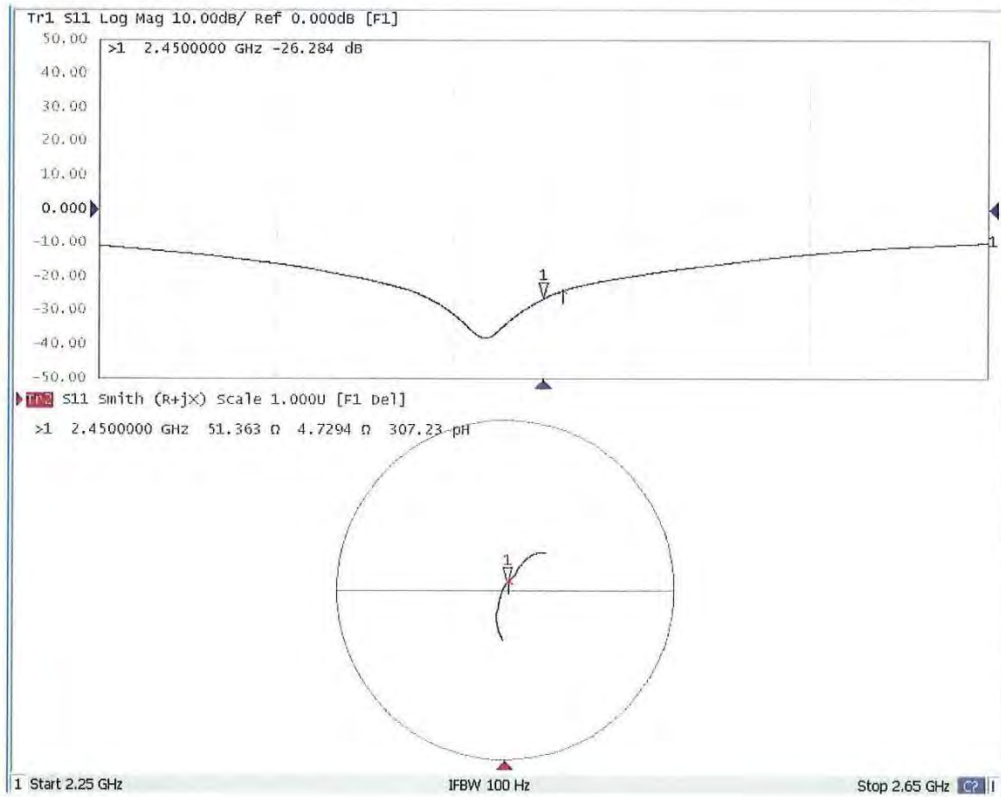 Tr1 S11 Log Mag 10.00dB/ Ref 0.000dB [F1]
50.00
>1 2.4500000 GHz -26.284 dB
40.00
30.00
20.00
10.00
0.000
-10.00
1
-20.00
1
-30.00
-40.00
-50.00
Tr2 S11 Smith (R+jX) Scale 1.000U [F1 Del]
>1 2.4500000 GHz 51.363 Ω 4.7294 Ω 307.23 pH
1
1 Start 2.25 GHz IFBW 100 Hz Stop 2.65 GHz C?